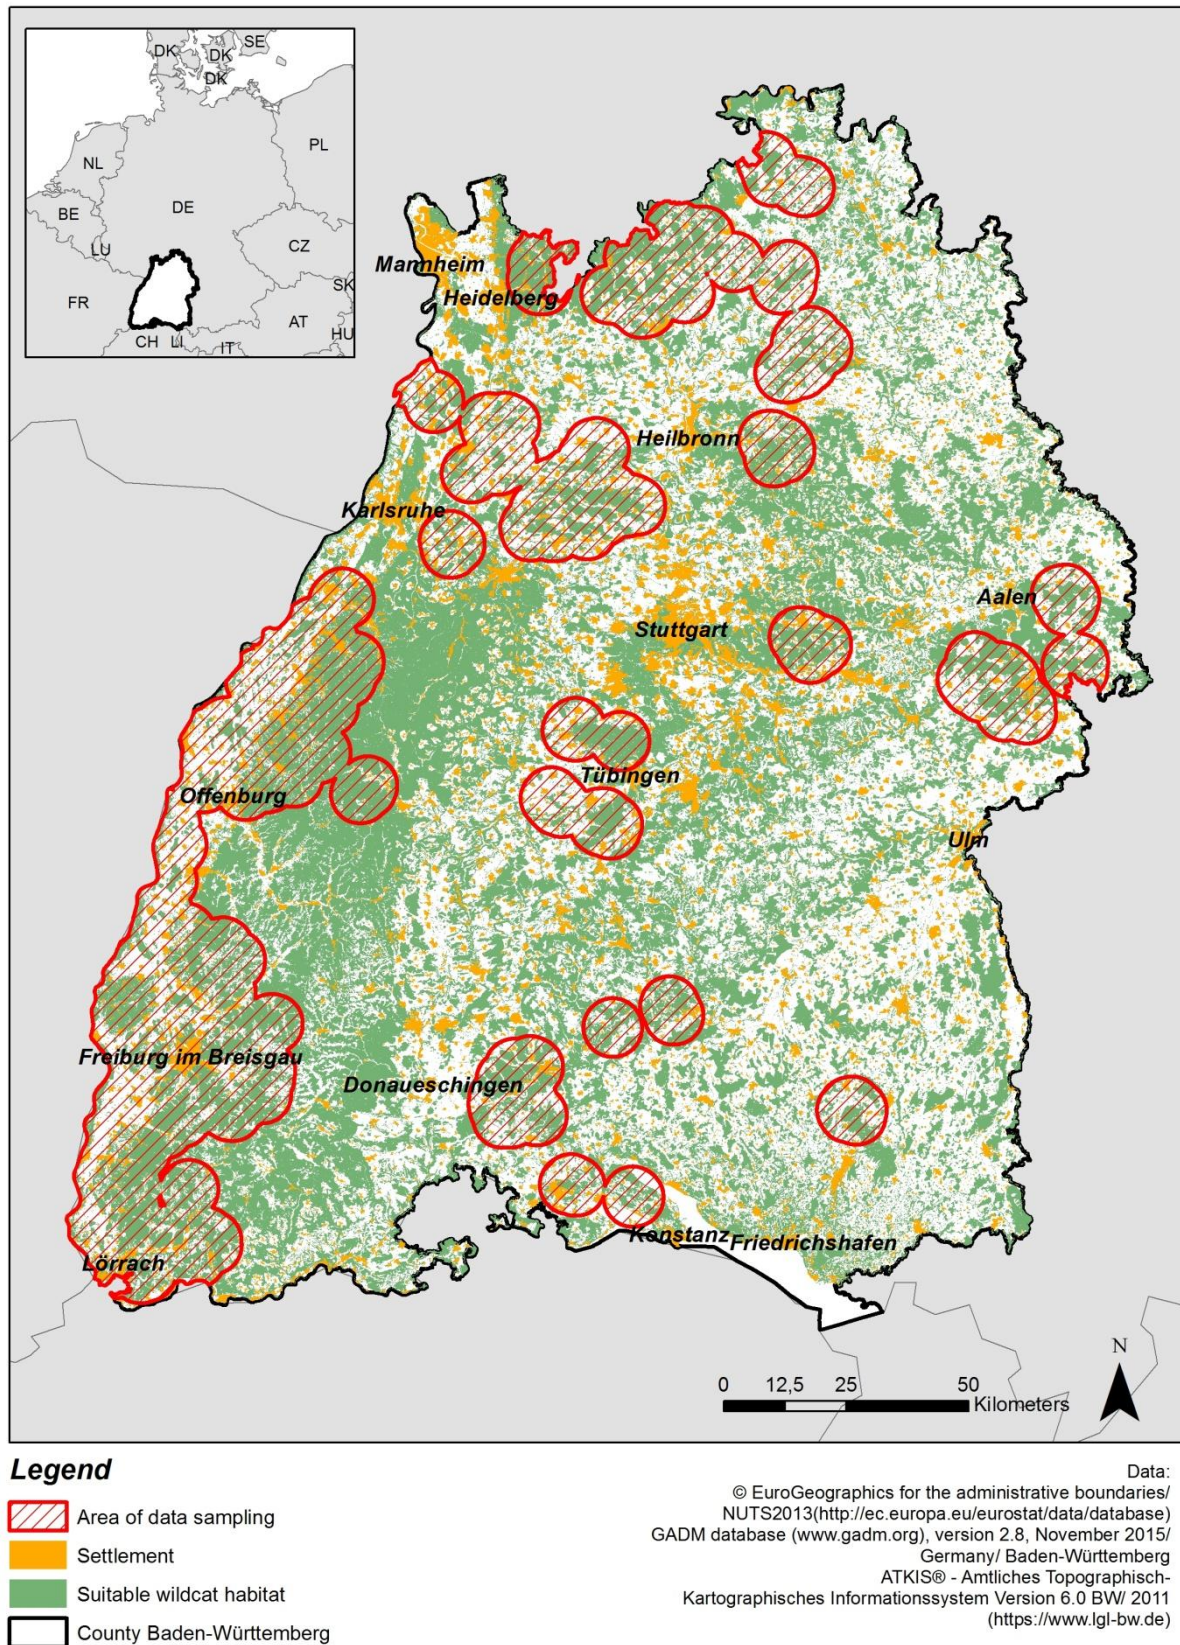 DK
DK
SE
DK
PL
NL
DE
BE
LU
CZ
FR
SK
AT
CH
LI
IT
HU
Mannheim
Heidelberg
Heilbronn
Karlsruhe
Aalen
Stuttgart
Tübingen
Offenburg
Ulm
Freiburg im Breisgau
Donaueschingen
Konstanz
Friedrichshafen
Lörrach
N
0 12,5 25 50
Kilometers
Legend
Area of data sampling
Settlement
Suitable wildcat habitat
County Baden-Württemberg
Data:
© EuroGeographics for the administrative boundaries/
NUTS2013(http://ec.europa.eu/eurostat/data/database)
GADM database (www.gadm.org), version 2.8, November 2015/
Germany/ Baden-Württemberg
ATKIS® - Amtliches Topographisch-
Kartographisches Informationssystem Version 6.0 BW/ 2011
(https://www.lgl-bw.de)